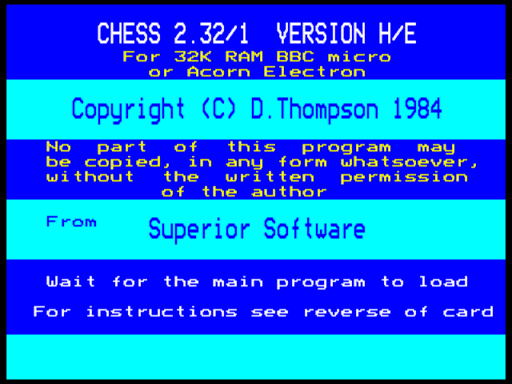 CHESS 2.32/1 VERSION H/E
For 32K RAM BBC micro
or Acorn Electron
Copyright (C) D.Thompson 1984
No part of this program may
be copied, in any form whatsoever,
without the written permission
of the author
From Superior Software
Wait for the main program to load
For instructions see reverse of card